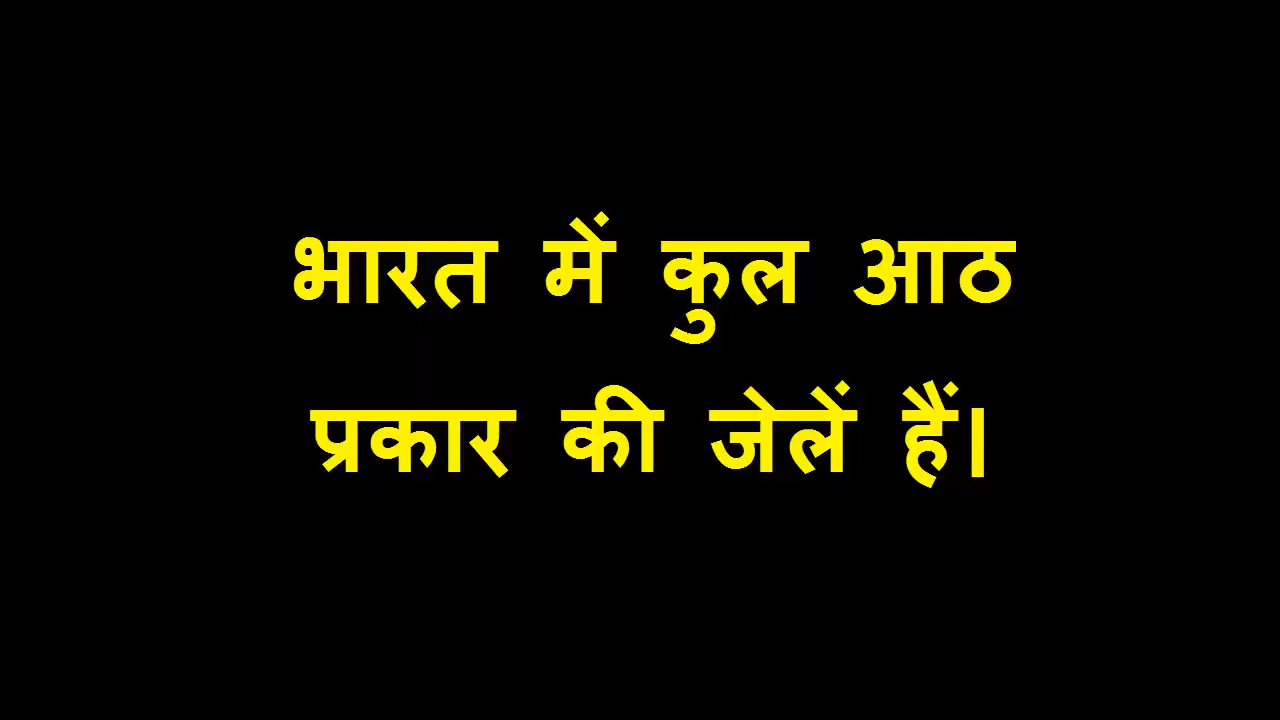 भारत में कुल आठ
प्रकार की जेलें हैं।